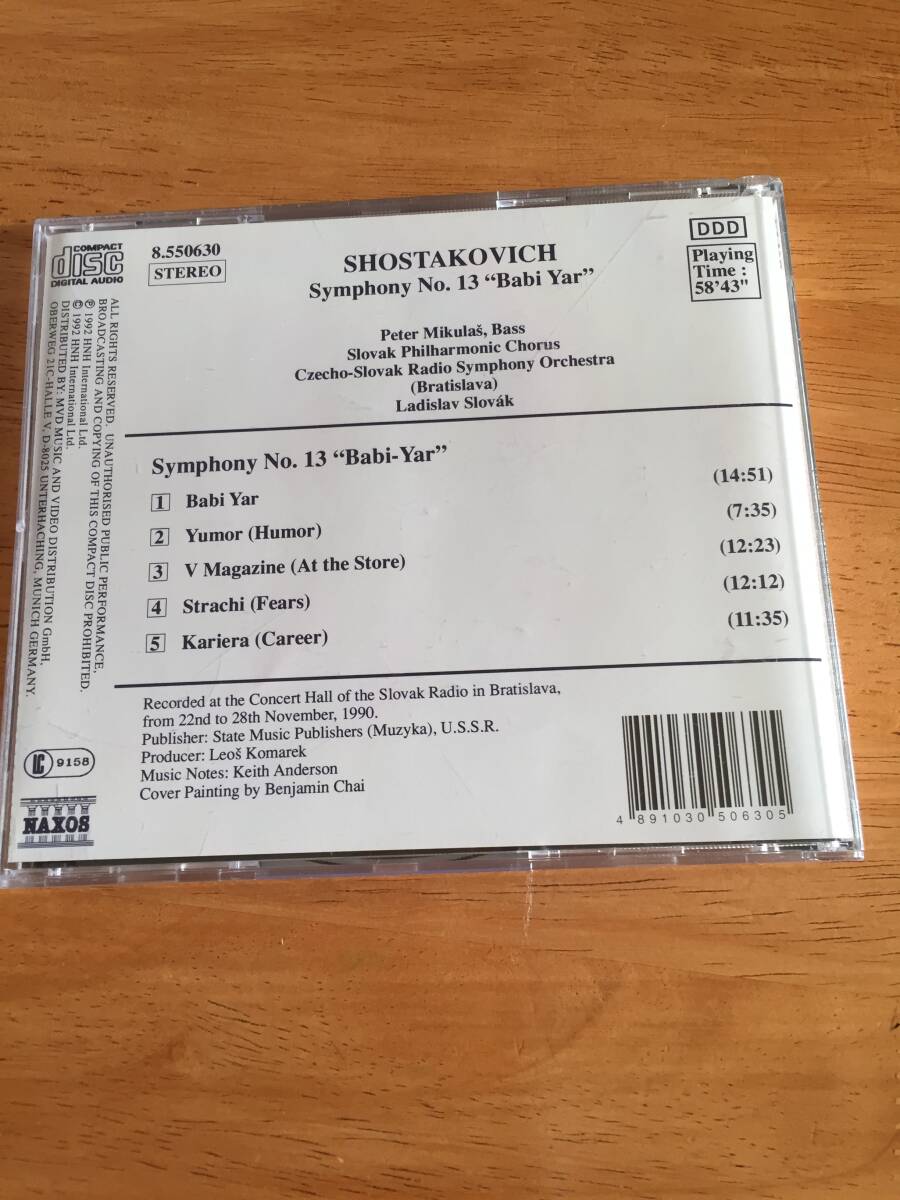 COMPACT
disc
DIGITAL AUDIO
8.550630
STEREO
SHOSTAKOVICH
Symphony No. 13 “Babi Yar”
DDD
Playing
Time :
58'43"
Peter Mikulaš, Bass
Slovak Philharmonic Chorus
Czecho-Slovak Radio Symphony Orchestra
(Bratislava)
Ladislav Slovák
Symphony No. 13 “Babi-Yar”
1 Babi Yar (14:51)
2 Yumor (Humor) (7:35)
3 V Magazine (At the Store) (12:23)
4 Strachi (Fears) (12:12)
5 Kariera (Career) (11:35)
Recorded at the Concert Hall of the Slovak Radio in Bratislava,
from 22nd to 28th November, 1990.
Publisher: State Music Publishers (Muzyka), U.S.S.R.
Producer: Leoš Komarek
Music Notes: Keith Anderson
Cover Painting by Benjamin Chai
ALL RIGHTS RESERVED. UNAUTHORISED PUBLIC PERFORMANCE,
BROADCASTING AND COPYING OF THIS COMPACT DISC PROHIBITED.
℗ 1992 HNH International Ltd.
© 1992 HNH International Ltd.
DISTRIBUTED BY: MVD MUSIC AND VIDEO DISTRIBUTION GmbH,
OBERWEG 21C-HALLE V, D-8025 UNTERHACHING, MUNICH GERMANY.
LC 9158
NAXOS
4 891030 506305